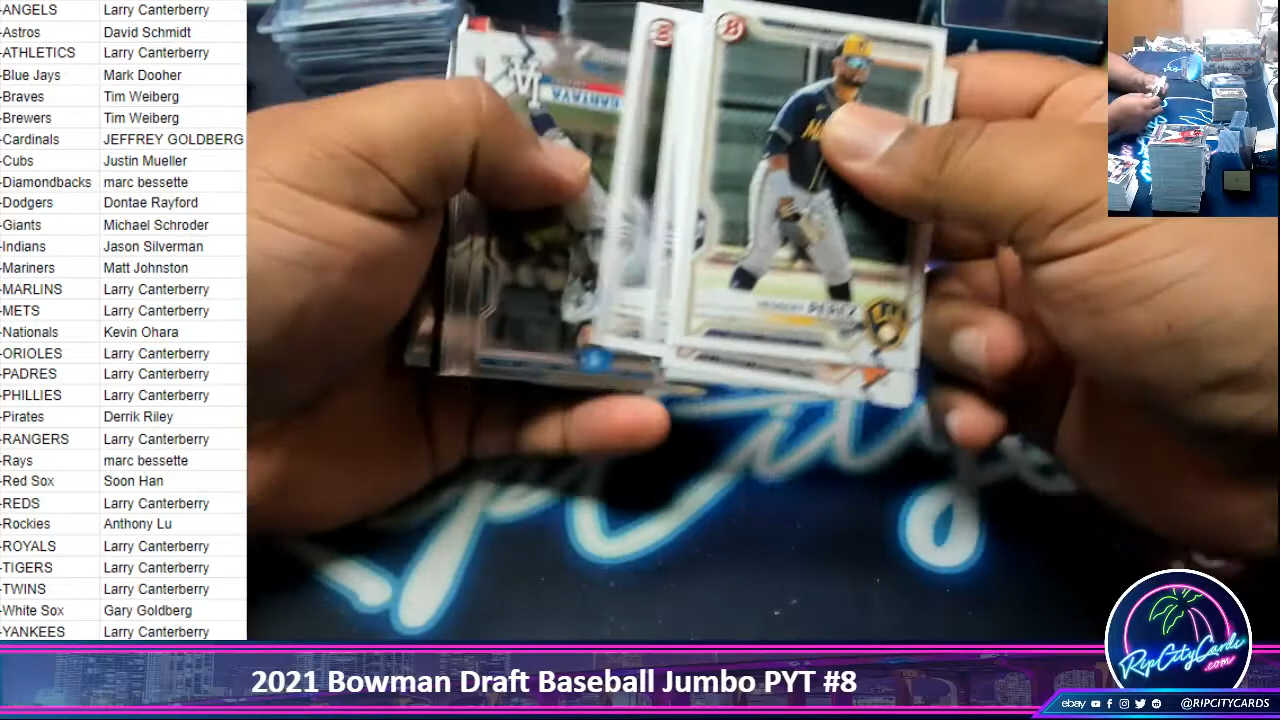 -ANGELS Larry Canterberry
-Astros David Schmidt
-ATHLETICS Larry Canterberry
-Blue Jays Mark Dooher
-Braves Tim Weiberg
-Brewers Tim Weiberg
-Cardinals JEFFREY GOLDBERG
-Cubs Justin Mueller
-Diamondbacks marc bessette
-Dodgers Dontae Rayford
-Giants Michael Schroder
-Indians Jason Silverman
-Mariners Matt Johnston
-MARLINS Larry Canterberry
-METS Larry Canterberry
-Nationals Kevin Ohara
-ORIOLES Larry Canterberry
-PADRES Larry Canterberry
-PHILLIES Larry Canterberry
-Pirates Derrik Riley
-RANGERS Larry Canterberry
-Rays marc bessette
-Red Sox Soon Han
-REDS Larry Canterberry
-Rockies Anthony Lu
-ROYALS Larry Canterberry
-TIGERS Larry Canterberry
-TWINS Larry Canterberry
-White Sox Gary Goldberg
-YANKEES Larry Canterberry
CARTAYA
PEREZ
RipCityCards
.com
2021 Bowman Draft Baseball Jumbo PYT #8
ebay @RIPCITYCARDS